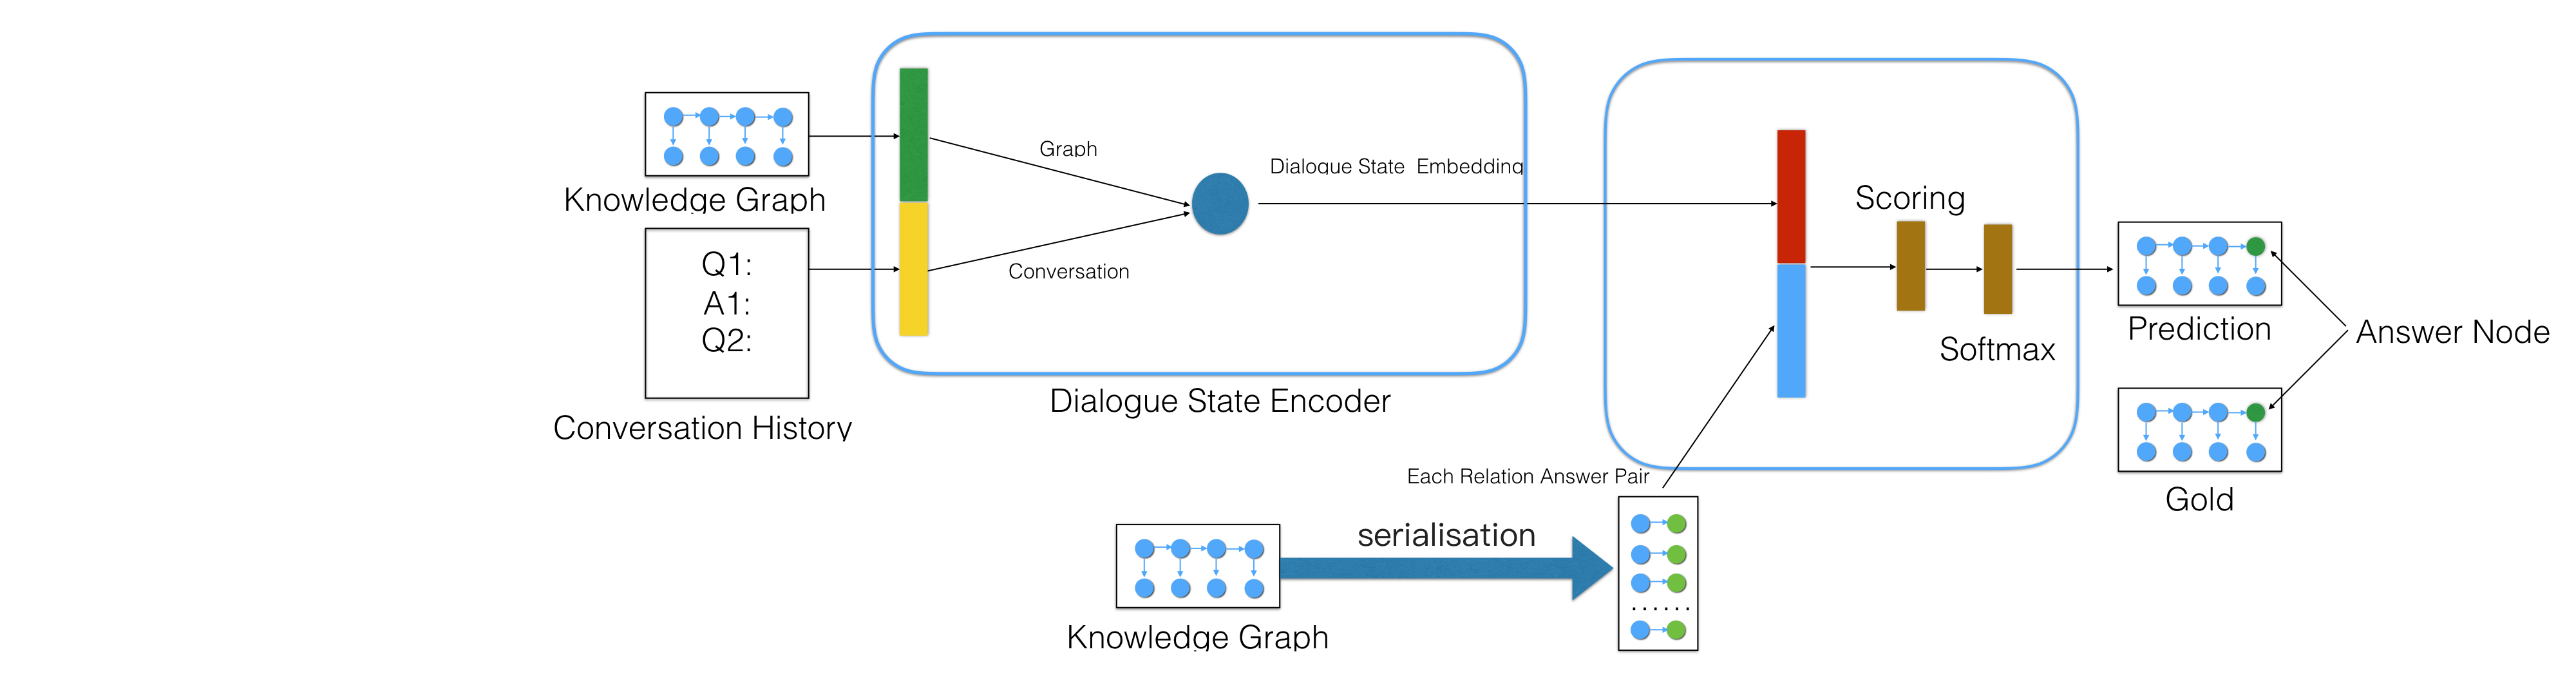 Knowledge Graph
Q1:
A1:
Q2:
Conversation History
Graph
Conversation
Dialogue State Embedding
Dialogue State Encoder
Scoring
Softmax
Each Relation Answer Pair
serialisation
Knowledge Graph
......
Prediction
Gold
Answer Node